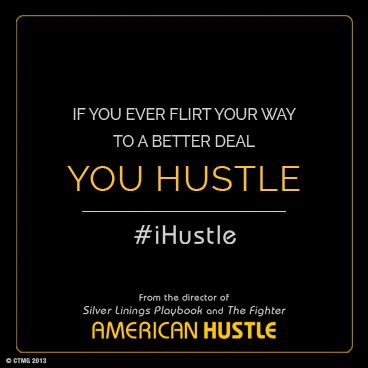 IF YOU EVER FLIRT YOUR WAY
TO A BETTER DEAL
YOU HUSTLE
#iHustle
From the director of
Silver Linings Playbook and The Fighter
AMERICAN HUSTLE
© CTMG 2013